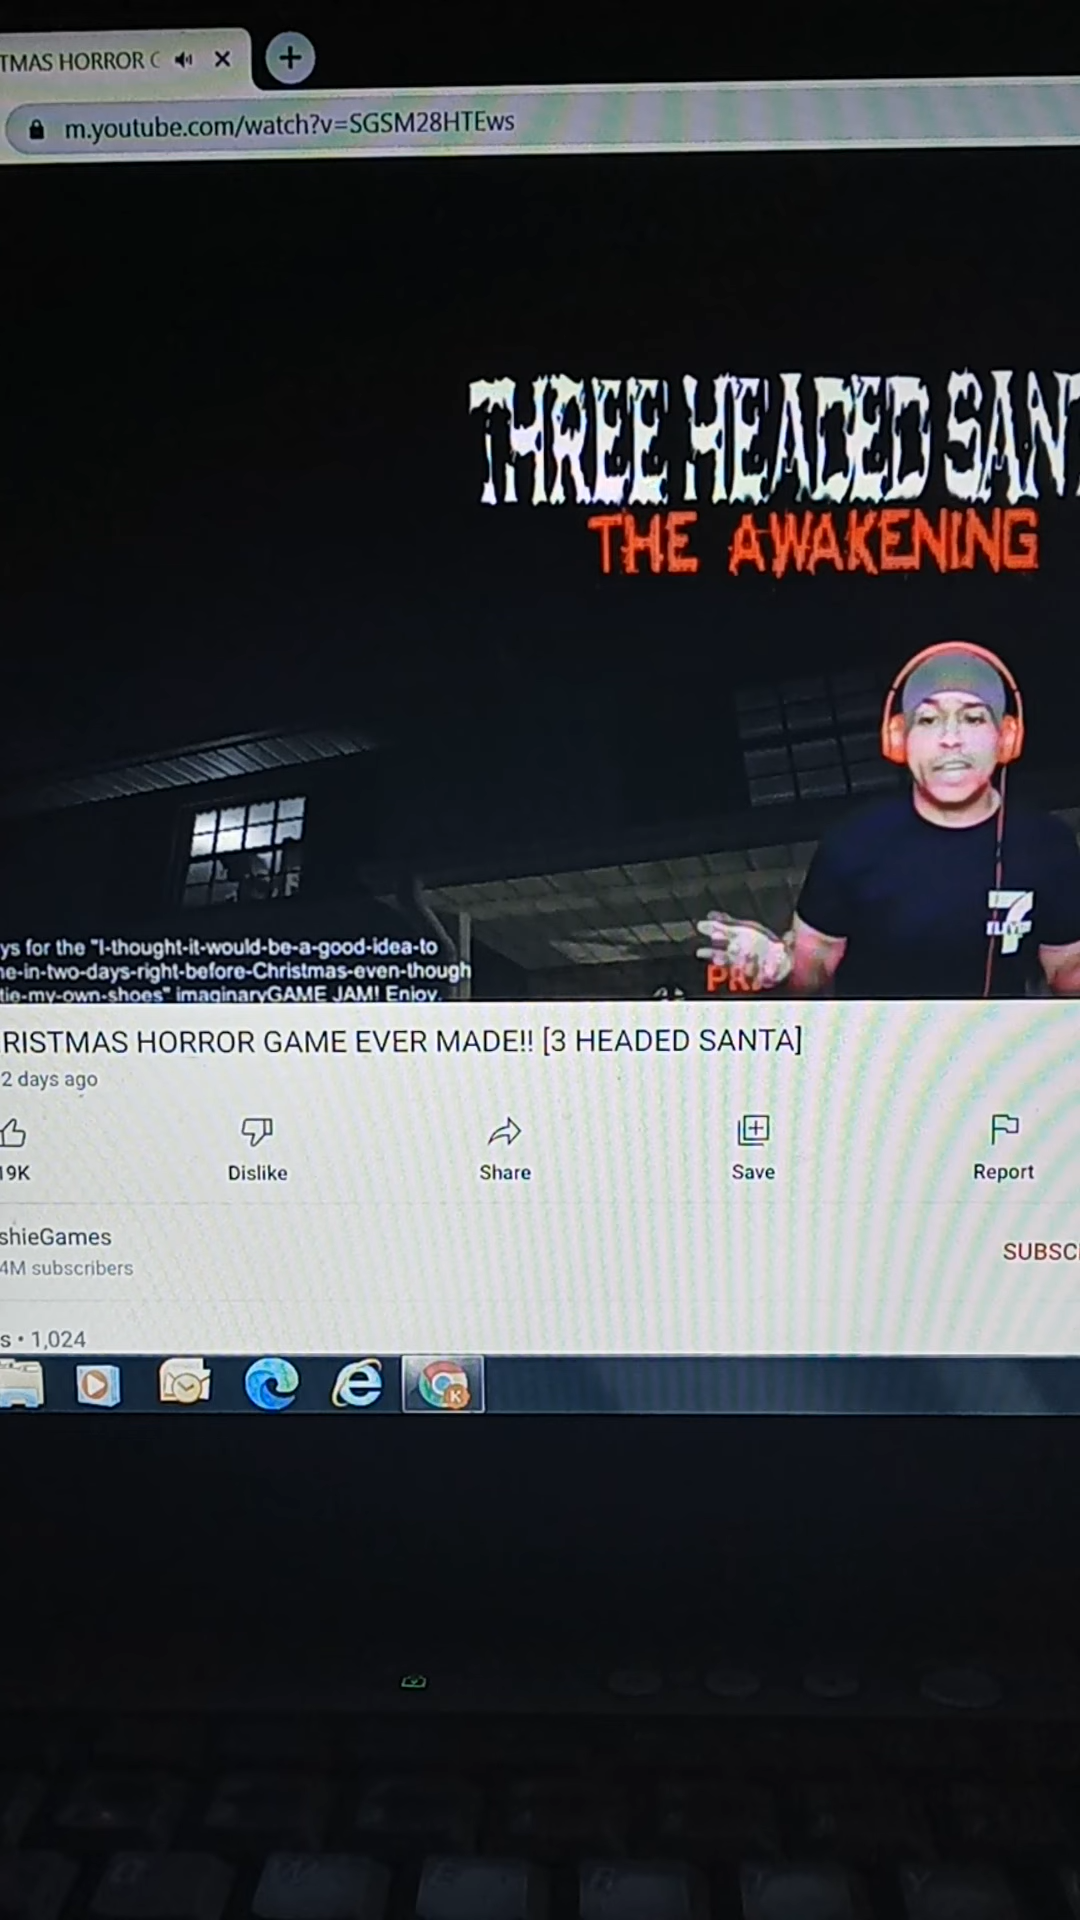 TMAS HORROR
m.youtube.com/watch?v=SGSM28HTEws
THREE HEADED SANT
THE AWAKENING
7
ys for the "I-thought-it-would-be-a-good-idea-to
ne-in-two-days-right-before-Christmas-even-though
tie-my-own-shoes" imaginaryGAME JAM! Enjoy.
PR
RISTMAS HORROR GAME EVER MADE!! [3 HEADED SANTA]
2 days ago
19K Dislike Share Save Report
shieGames
4M subscribers
SUBSC
s • 1,024
K